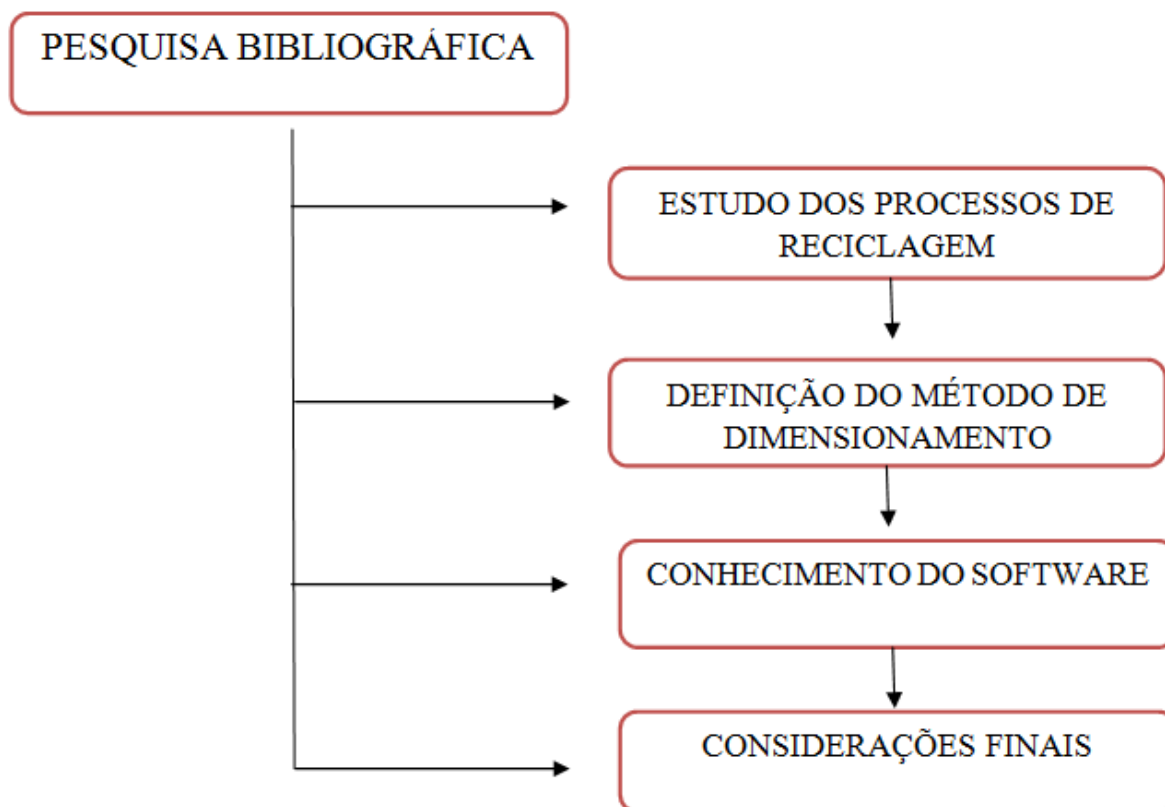 PESQUISA BIBLIOGRÁFICA
ESTUDO DOS PROCESSOS DE
RECICLAGEM
DEFINIÇÃO DO MÉTODO DE
DIMENSIONAMENTO
CONHECIMENTO DO SOFTWARE
CONSIDERAÇÕES FINAIS